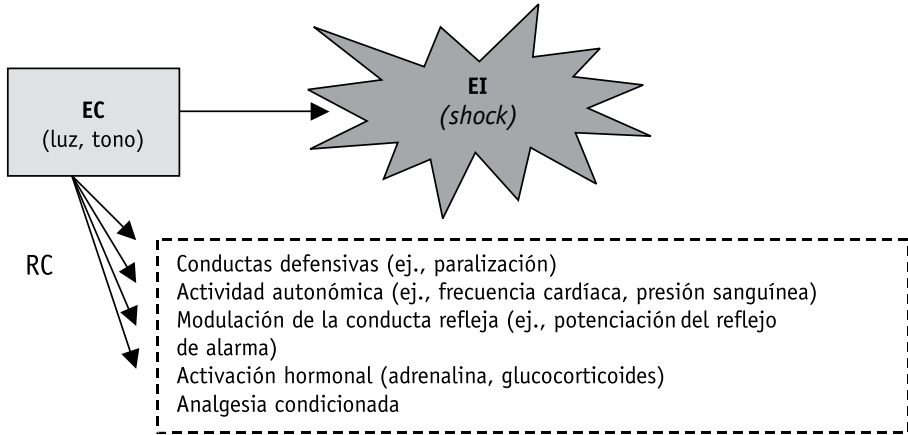 EC
(luz, tono)
EI
(shock)
RC
Conductas defensivas (ej., paralización)
Actividad autonómica (ej., frecuencia cardíaca, presión sanguínea)
Modulación de la conducta refleja (ej., potenciación del reflejo
de alarma)
Activación hormonal (adrenalina, glucocorticoides)
Analgesia condicionada